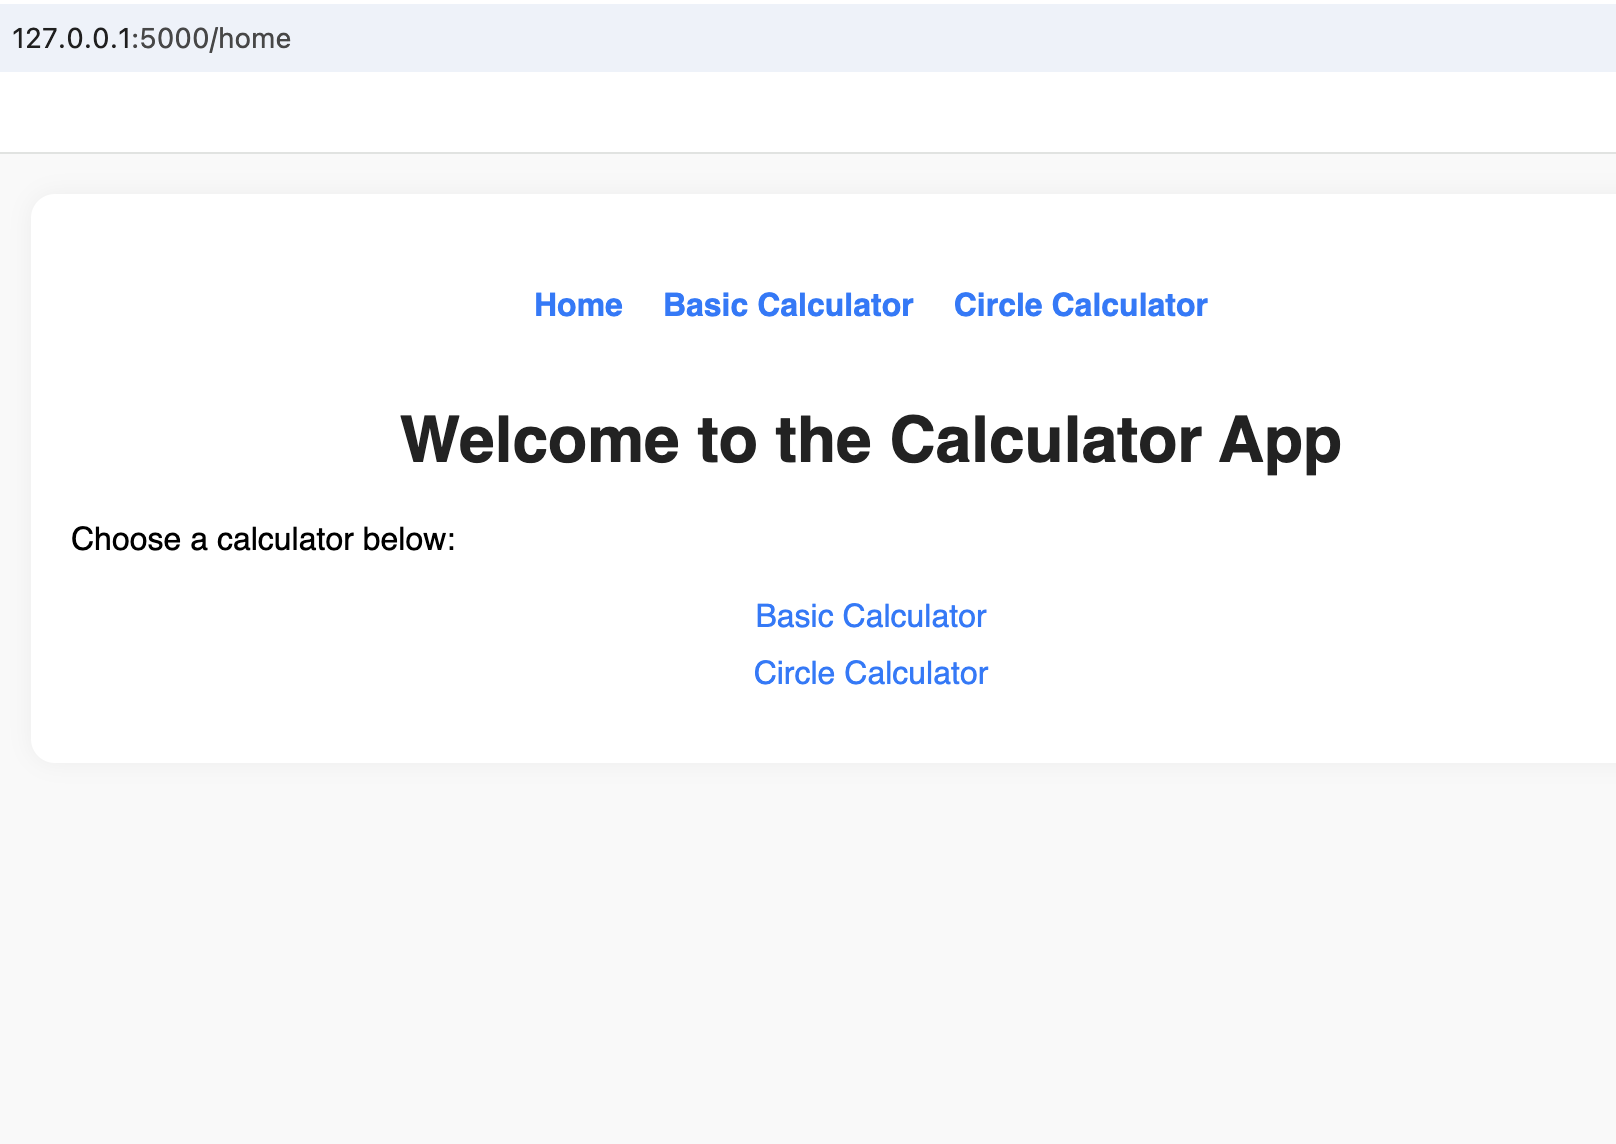 127.0.0.1:5000/home
Home Basic Calculator Circle Calculator
Welcome to the Calculator App
Choose a calculator below:
Basic Calculator
Circle Calculator